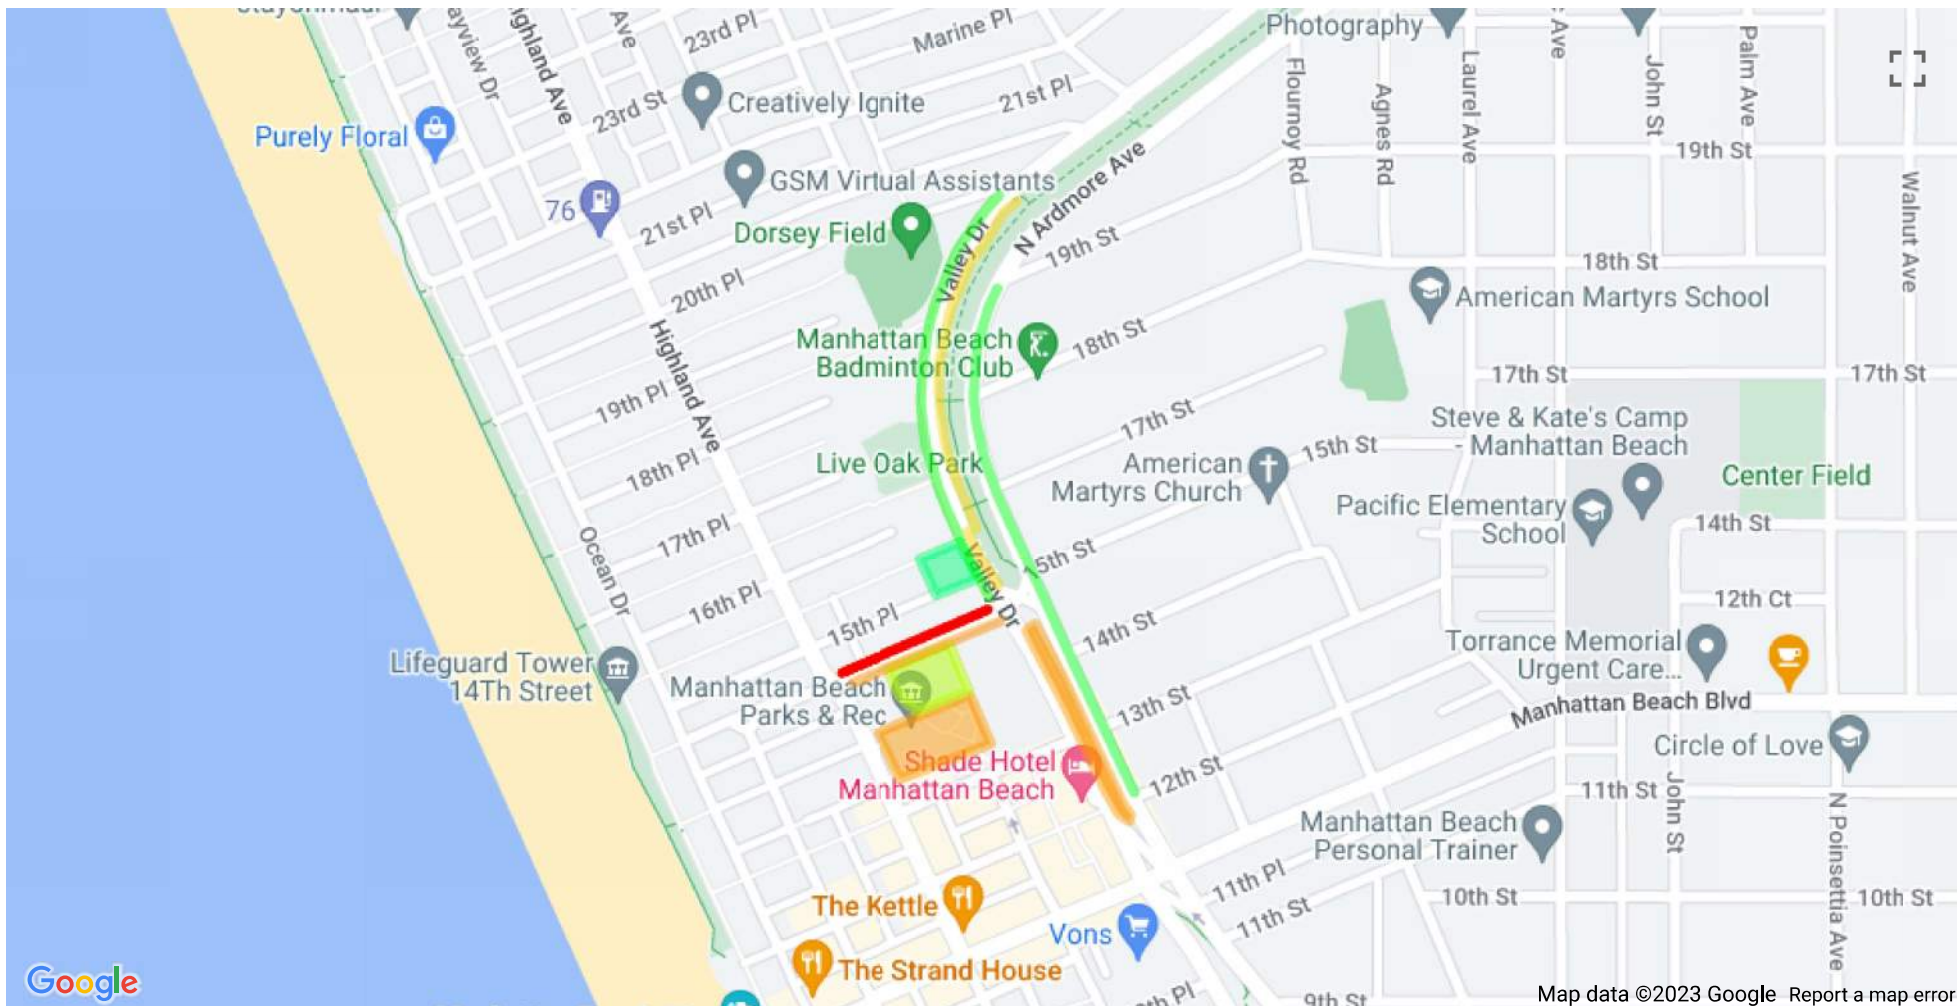 23rd Pl
Marine Pl
Photography
ayview Dr
ighland Ave
Ave
Ave
Laurel Ave
John St
Palm Ave
Flournoy Rd
Agnes Rd
23rd St
Creatively Ignite
21st Pl
Purely Floral
19th St
GSM Virtual Assistants
N Ardmore Ave
Walnut Ave
76
21st Pl
Dorsey Field
Valley Dr
19th St
18th St
20th Pl
American Martyrs School
Highland Ave
Manhattan Beach
Badminton Club
18th St
17th St
17th St
19th Pl
17th St
Steve & Kate's Camp
- Manhattan Beach
18th Pl
Live Oak Park
American
Martyrs Church
15th St
Center Field
Pacific Elementary
School
14th St
17th Pl
Ocean Dr
Valley Dr
15th St
16th Pl
12th Ct
15th Pl
14th St
Torrance Memorial
Urgent Care...
Lifeguard Tower
14Th Street
Manhattan Beach
Parks & Rec
13th St
Manhattan Beach Blvd
Circle of Love
Shade Hotel
Manhattan Beach
12th St
11th St
John St
N Poinsettia Ave
Manhattan Beach
Personal Trainer
11th Pl
The Kettle
10th St
10th St
11th St
Vons
The Strand House
Google
9th St
Map data ©2023 Google
Report a map error